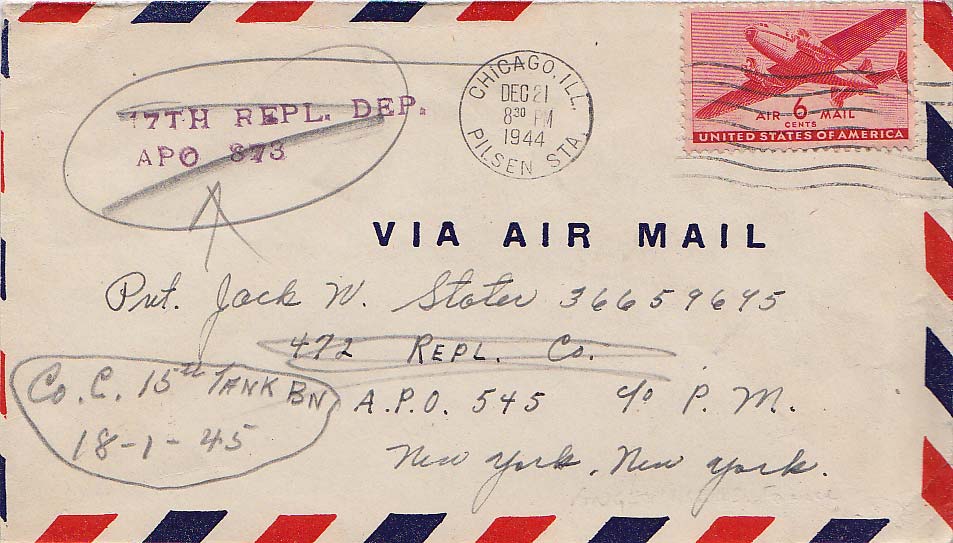 17TH REPL. DEP.
APO 873
CHICAGO, ILL.
DEC 21
8 30 PM
1944
PILSEN STA.
AIR 6 MAIL
CENTS
UNITED STATES OF AMERICA
VIA AIR MAIL
Pvt. Jack W. Stater 36659695
472 REPL. Co.
Co. C. 15th TANK BN
18-1-45
A.P.O. 545 c/o P. M.
New York, New York.